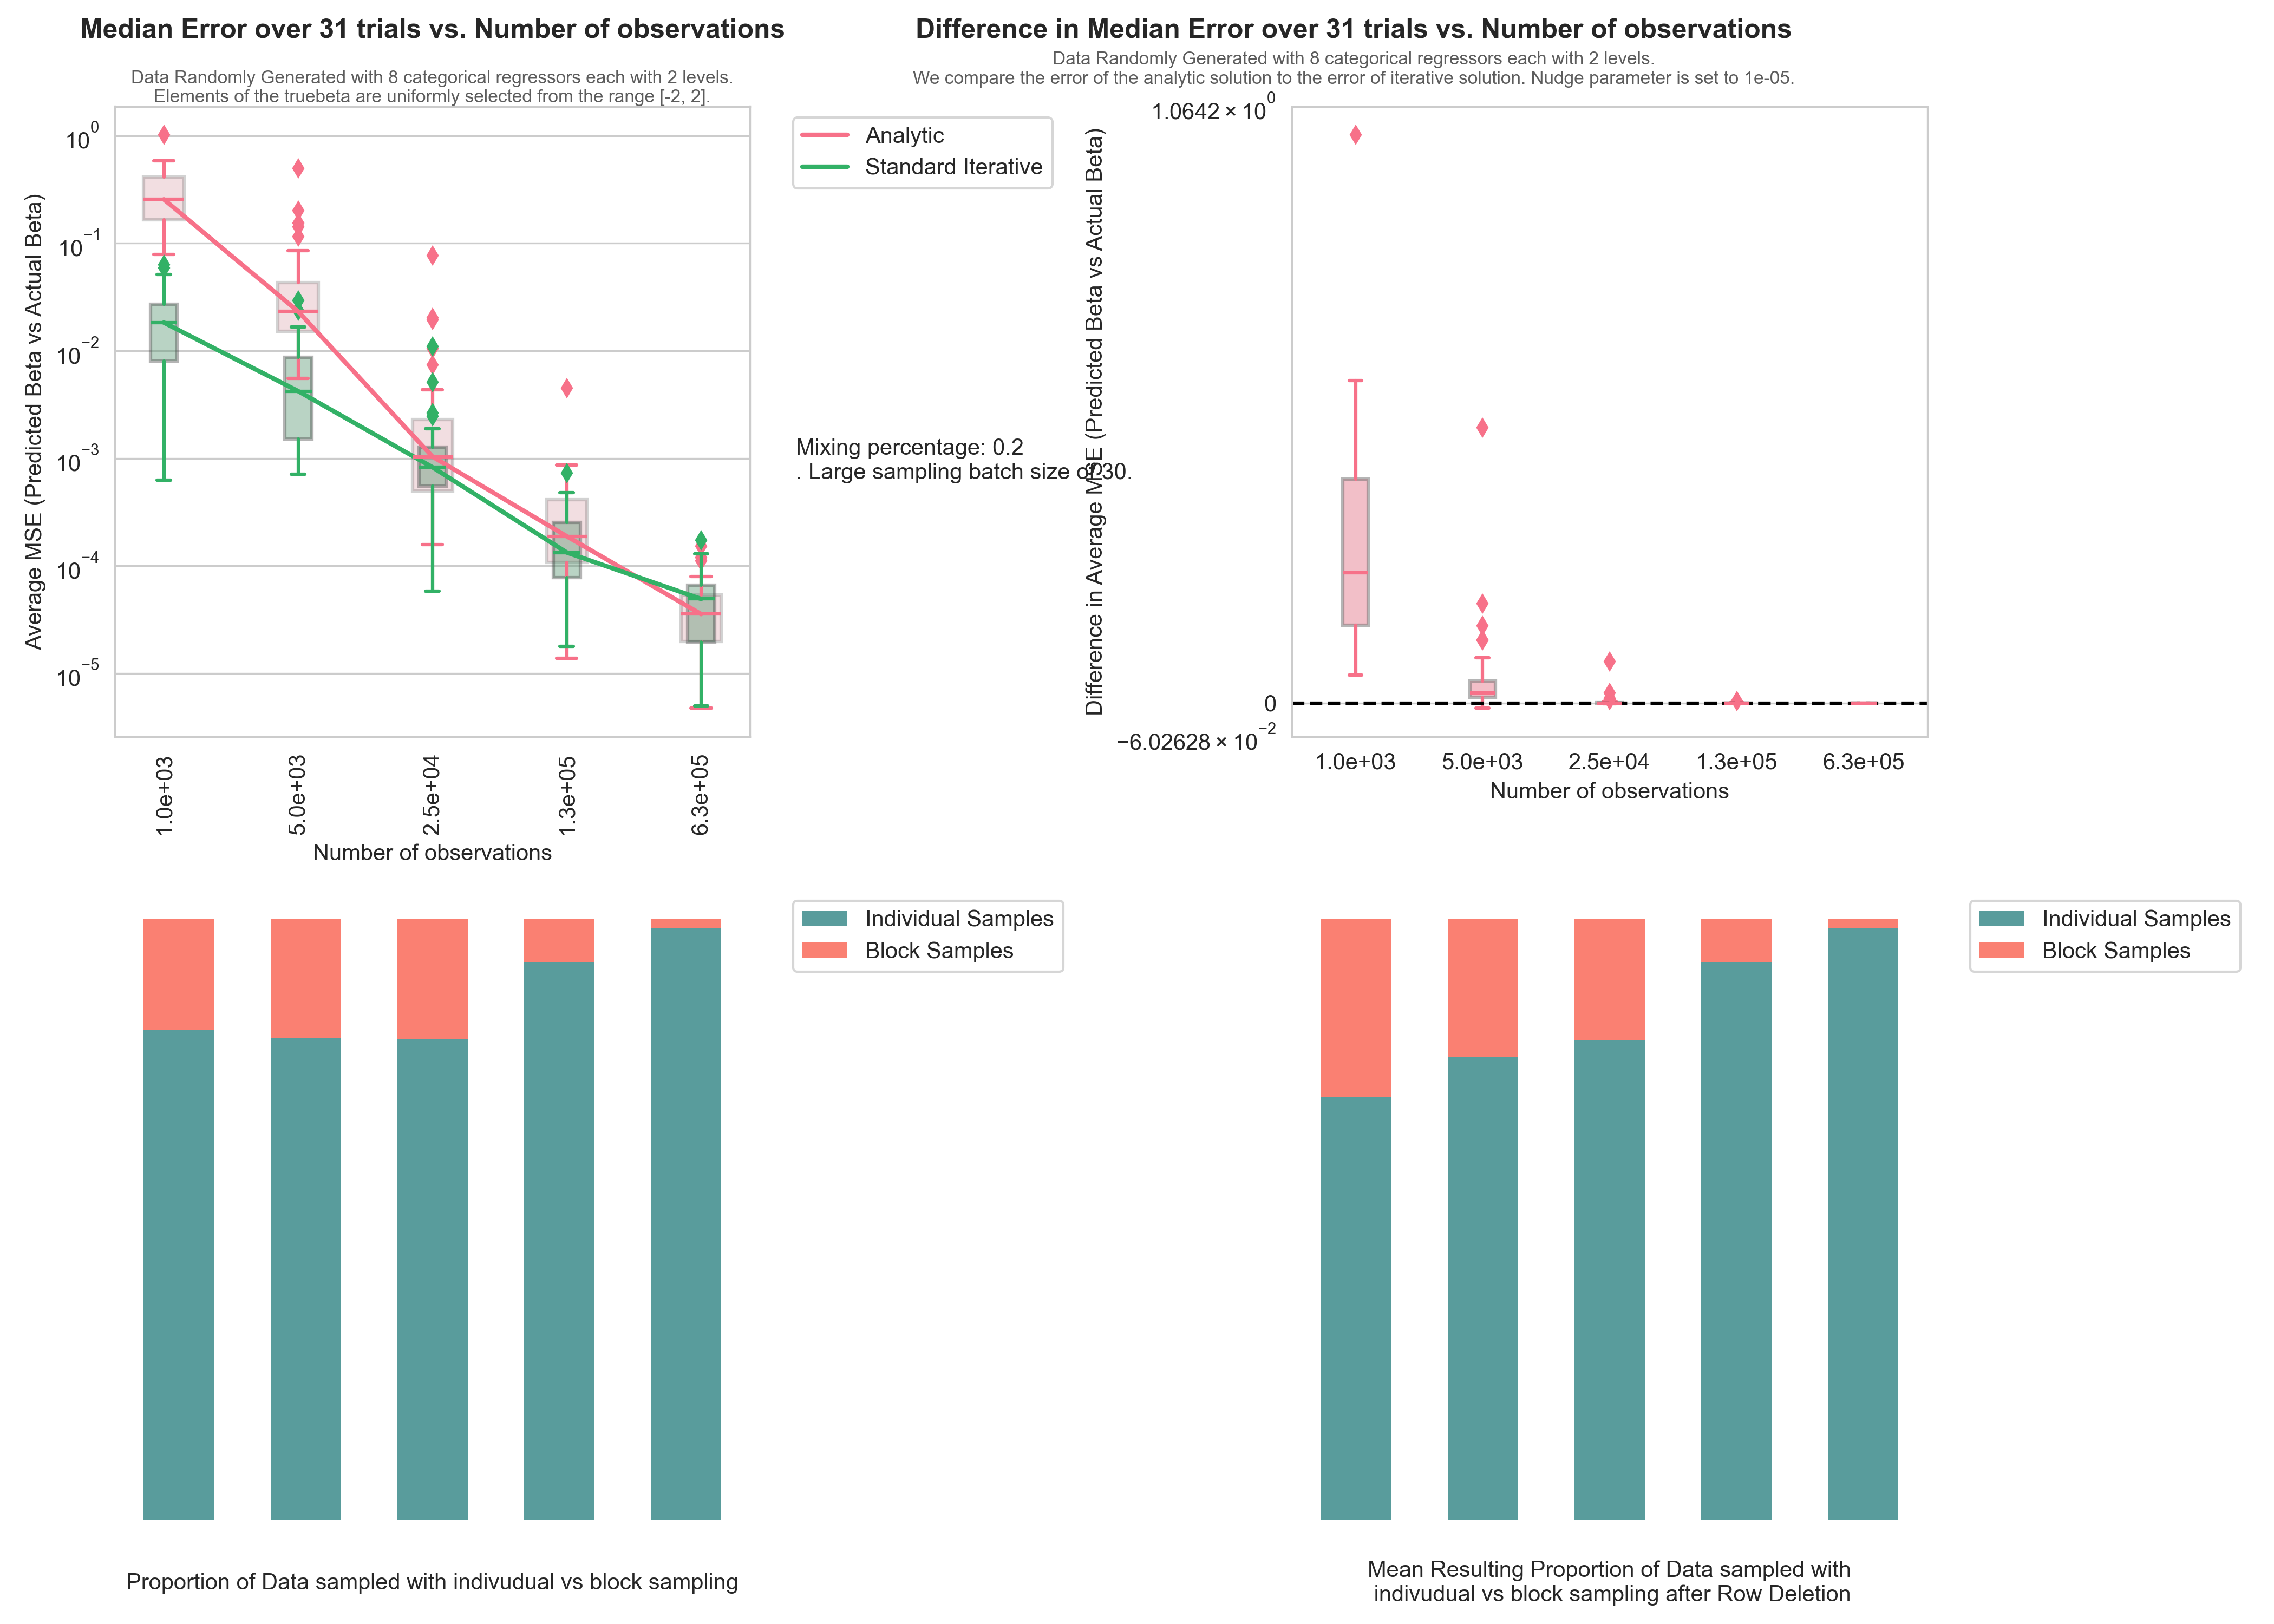 Median Error over 31 trials vs. Number of observations
Data Randomly Generated with 8 categorical regressors each with 2 levels.
Elements of the truebeta are uniformly selected from the range [-2, 2].
10^0
10^−1
10^−2
10^−3
10^−4
10^−5
Average MSE (Predicted Beta vs Actual Beta)
1.0e+03
5.0e+03
2.5e+04
1.3e+05
6.3e+05
Number of observations
Analytic
Standard Iterative
Mixing percentage: 0.2
. Large sampling batch size of 30.
Difference in Median Error over 31 trials vs. Number of observations
Data Randomly Generated with 8 categorical regressors each with 2 levels.
We compare the error of the analytic solution to the error of iterative solution. Nudge parameter is set to 1e-05.
1.0642 × 10^0
0
−6.02628 × 10^−2
Difference in Average MSE (Predicted Beta vs Actual Beta)
1.0e+03
5.0e+03
2.5e+04
1.3e+05
6.3e+05
Number of observations
Individual Samples
Block Samples
Proportion of Data sampled with indivudual vs block sampling
Individual Samples
Block Samples
Mean Resulting Proportion of Data sampled with
indivudual vs block sampling after Row Deletion